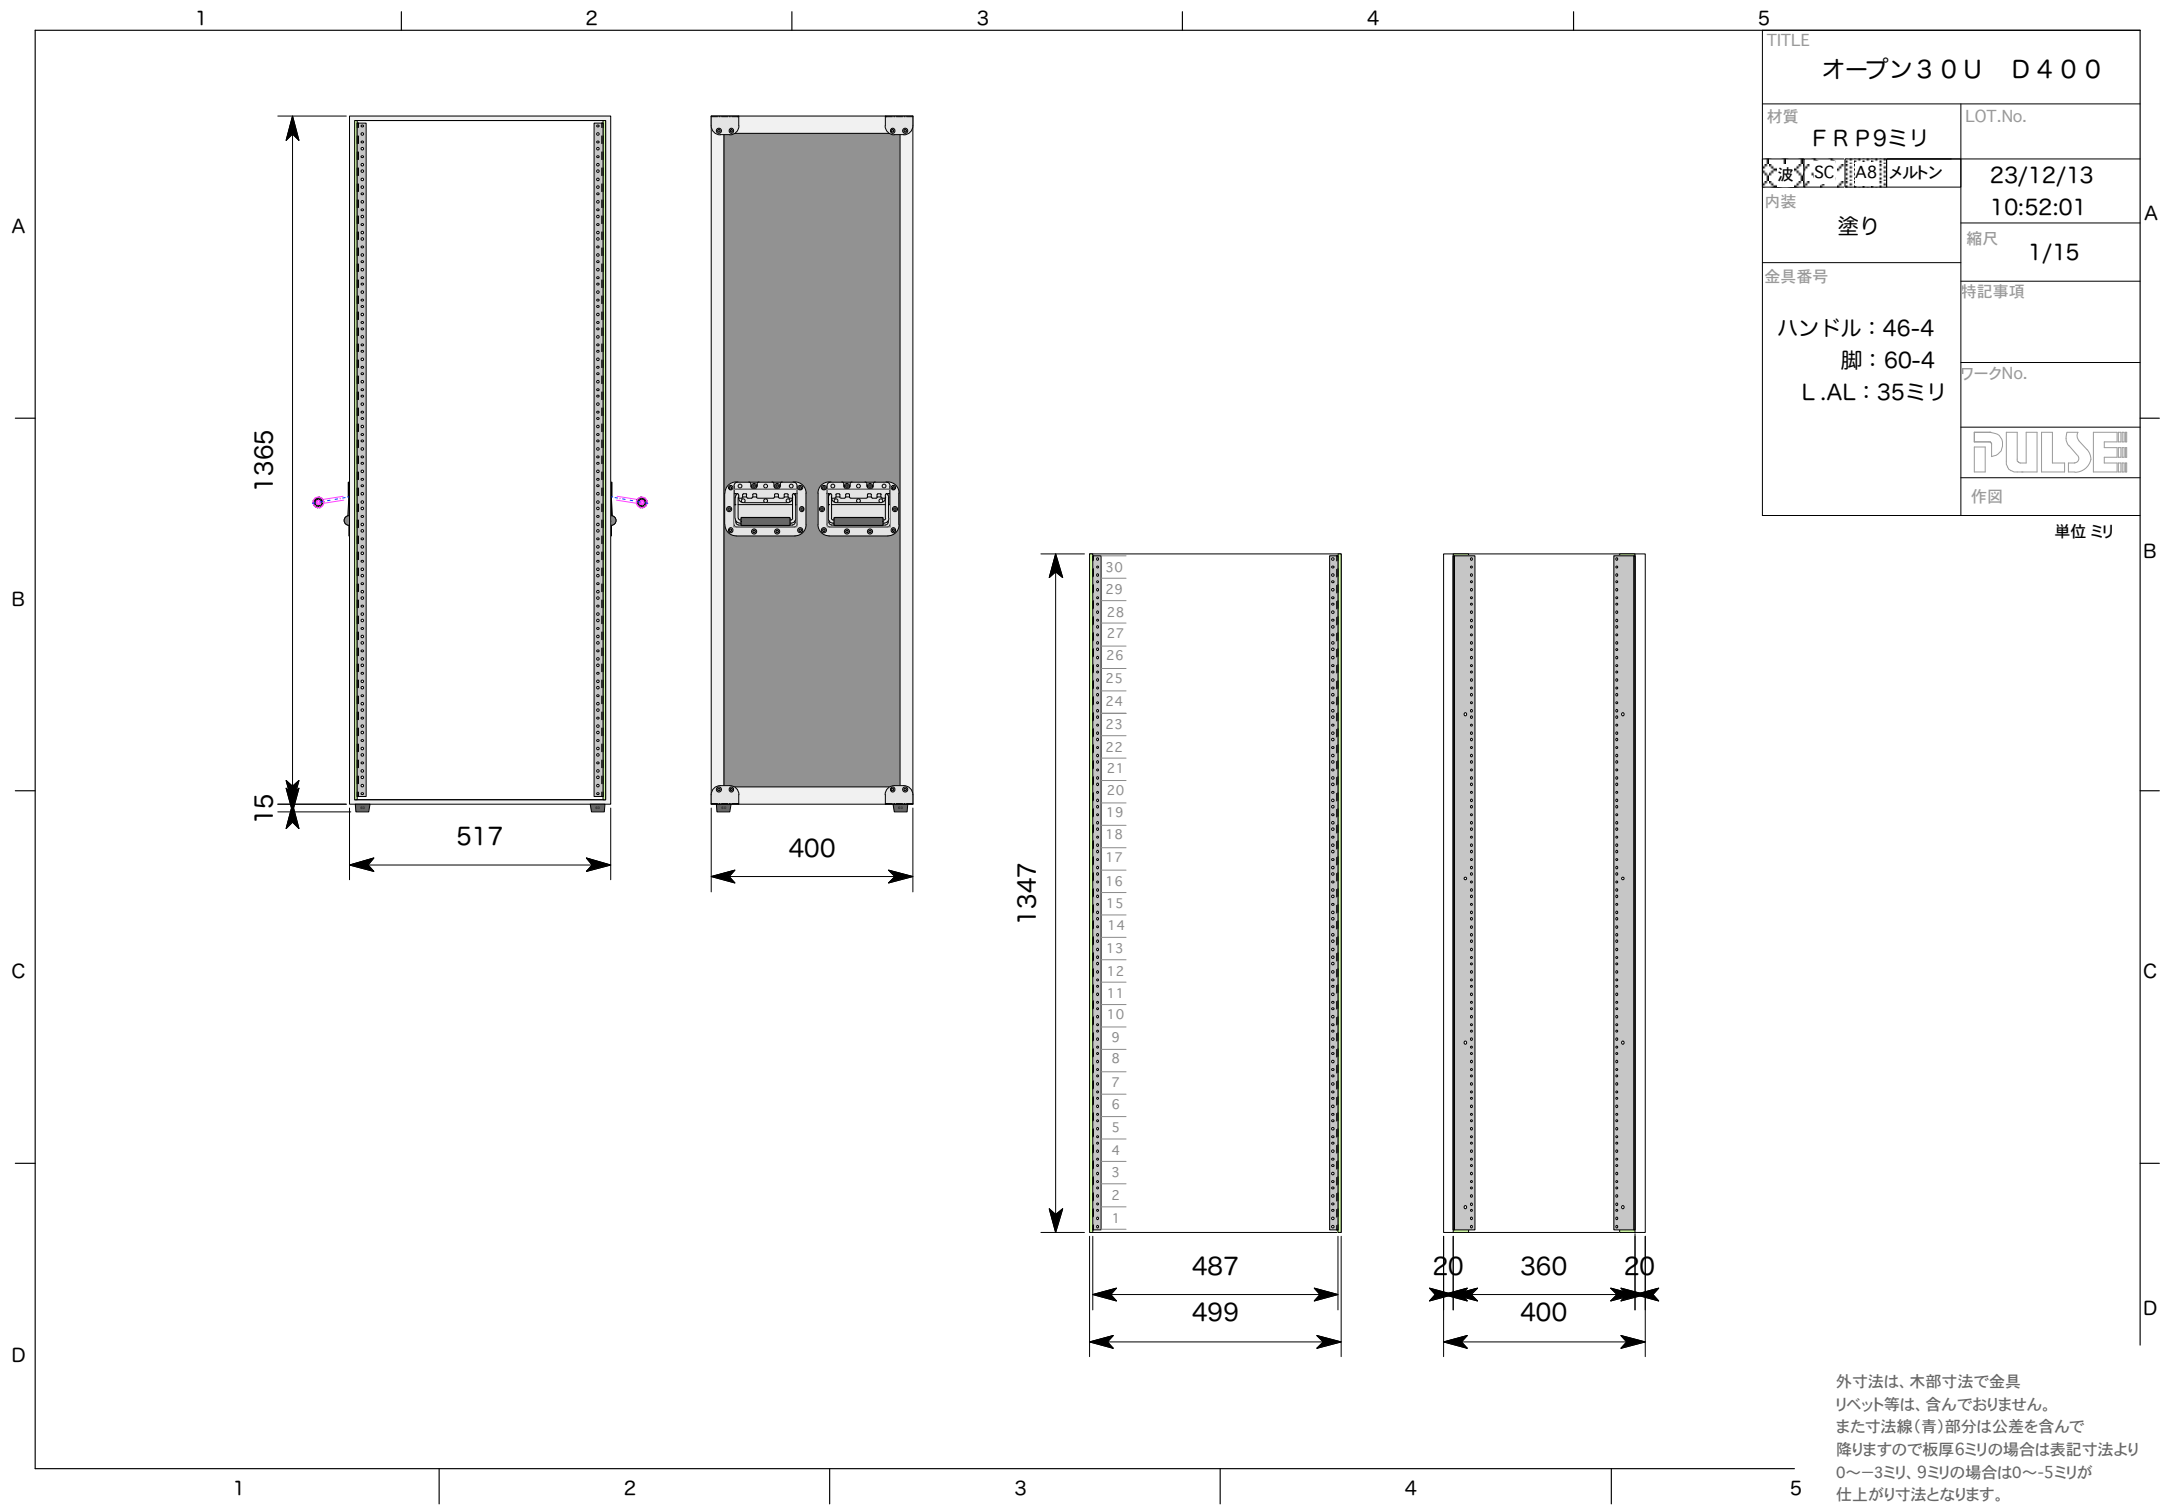 1 2 3 4 5
TITLE
オープン30U D400
材質
FRP9ミリ
LOT.No.
波 SC A8 メルトン
23/12/13
10:52:01
内装
塗り
縮尺
1/15
金具番号
特記事項
ハンドル：46-4
脚：60-4
L.AL：35ミリ
ワークNo.
PULSE
作図
単位 ミリ
A
B
C
D
A
B
C
D
1365
15
517
400
1347
30
29
28
27
26
25
24
23
22
21
20
19
18
17
16
15
14
13
12
11
10
9
8
7
6
5
4
3
2
1
487
499
20 360 20
400
外寸法は、木部寸法で金具
リベット等は、含んでおりません。
また寸法線（青）部分は公差を含んで
降りますので板厚6ミリの場合は表記寸法より
0～−3ミリ、9ミリの場合は0～-5ミリが
仕上がり寸法となります。
1 2 3 4 5